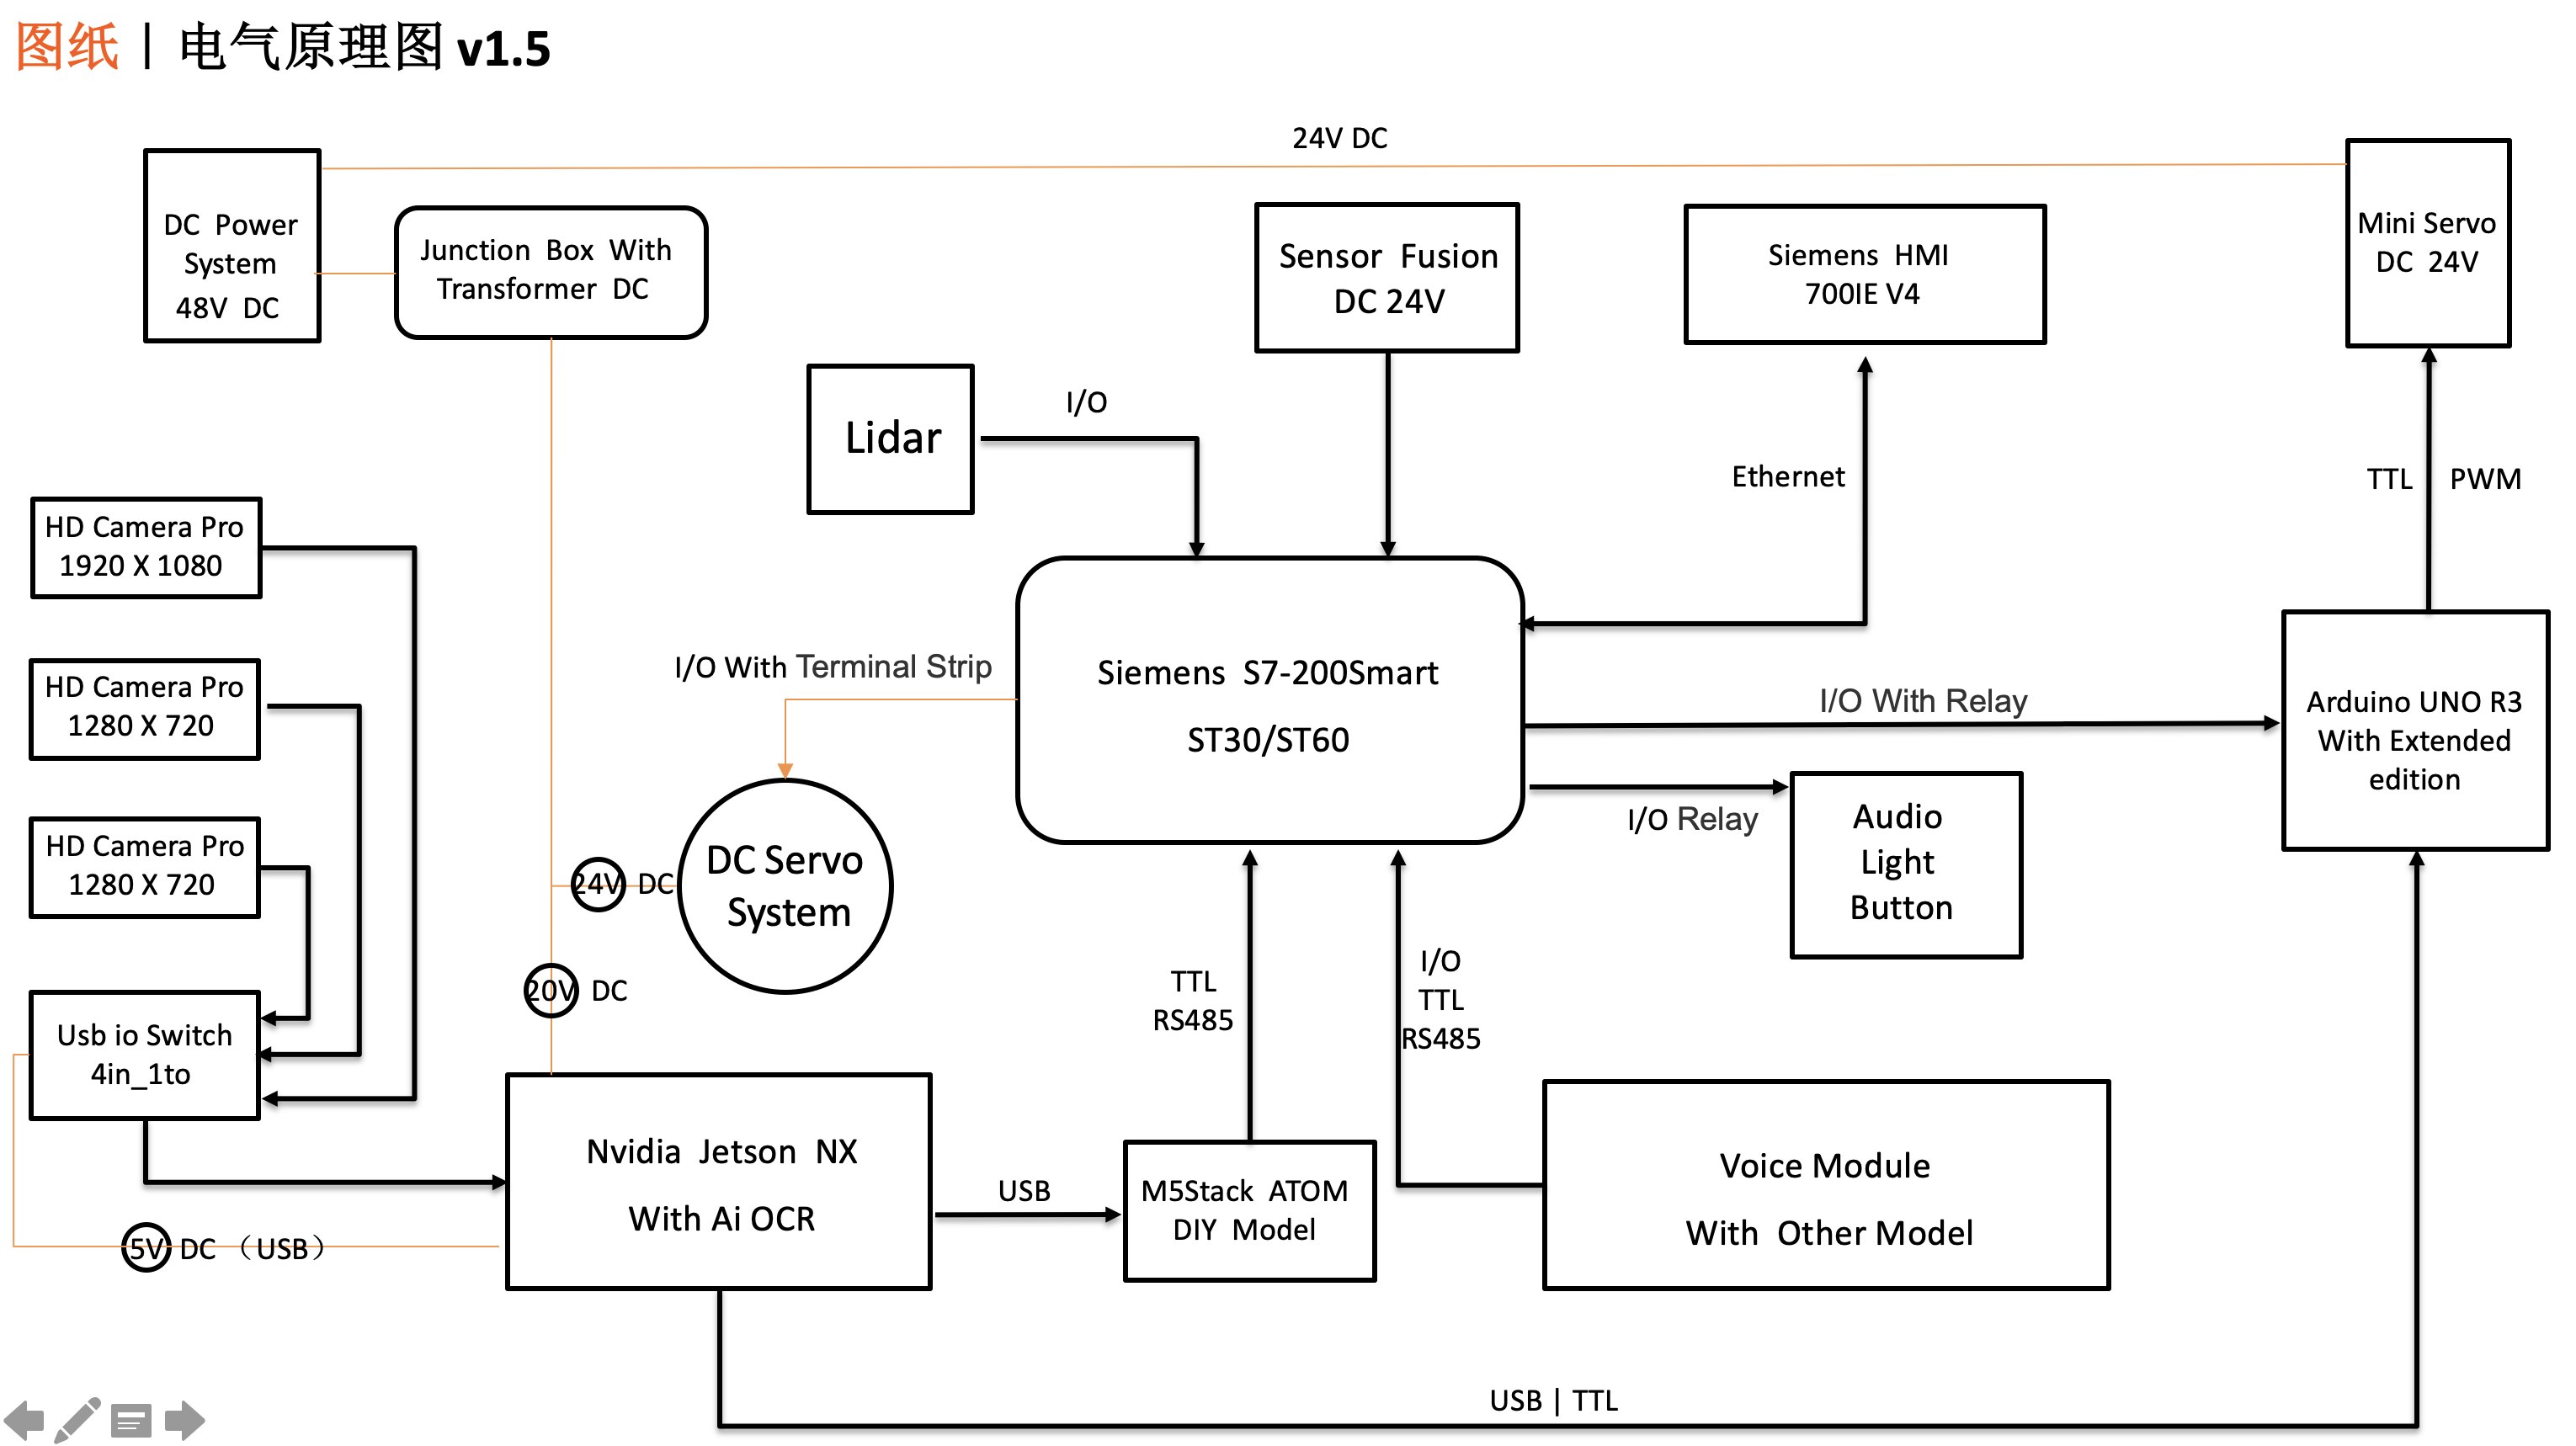 图纸｜电气原理图 v1.5
24V DC
DC Power
System
48V DC
Junction Box With
Transformer DC
Sensor Fusion
DC 24V
Siemens HMI
700IE V4
Mini Servo
DC 24V
Lidar
I/O
Ethernet
TTL
PWM
HD Camera Pro
1920 X 1080
HD Camera Pro
1280 X 720
HD Camera Pro
1280 X 720
I/O With Terminal Strip
Siemens S7-200Smart
ST30/ST60
I/O With Relay
Arduino UNO R3
With Extended
edition
I/O Relay
Audio
Light
Button
24V DC
DC Servo
System
20V DC
Usb io Switch
4in_1to
TTL
RS485
I/O
TTL
RS485
Nvidia Jetson NX
With Ai OCR
USB
M5Stack ATOM
DIY Model
Voice Module
With Other Model
5V DC（USB）
USB | TTL